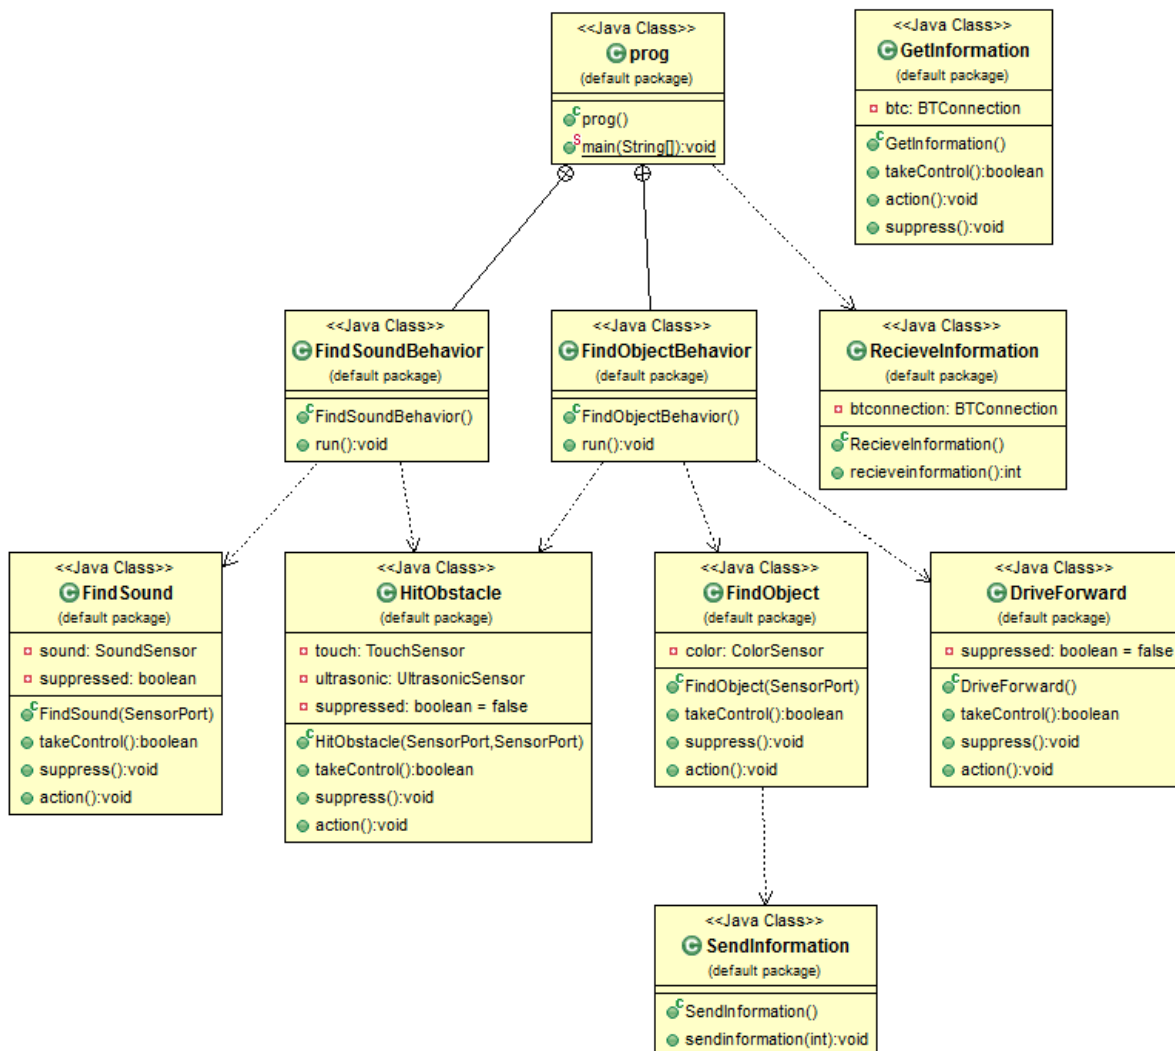 <<Java Class>>
prog
(default package)
prog()
main(String[]):void
<<Java Class>>
GetInformation
(default package)
btc: BTConnection
GetInformation()
takeControl():boolean
action():void
suppress():void
<<Java Class>>
FindSoundBehavior
(default package)
FindSoundBehavior()
run():void
<<Java Class>>
FindObjectBehavior
(default package)
FindObjectBehavior()
run():void
<<Java Class>>
RecieveInformation
(default package)
btconnection: BTConnection
RecieveInformation()
recieveinformation():int
<<Java Class>>
FindSound
(default package)
sound: SoundSensor
suppressed: boolean
FindSound(SensorPort)
takeControl():boolean
suppress():void
action():void
<<Java Class>>
HitObstacle
(default package)
touch: TouchSensor
ultrasonic: UltrasonicSensor
suppressed: boolean = false
HitObstacle(SensorPort,SensorPort)
takeControl():boolean
suppress():void
action():void
<<Java Class>>
FindObject
(default package)
color: ColorSensor
FindObject(SensorPort)
takeControl():boolean
suppress():void
action():void
<<Java Class>>
DriveForward
(default package)
suppressed: boolean = false
DriveForward()
takeControl():boolean
suppress():void
action():void
<<Java Class>>
SendInformation
(default package)
SendInformation()
sendinformation(int):void